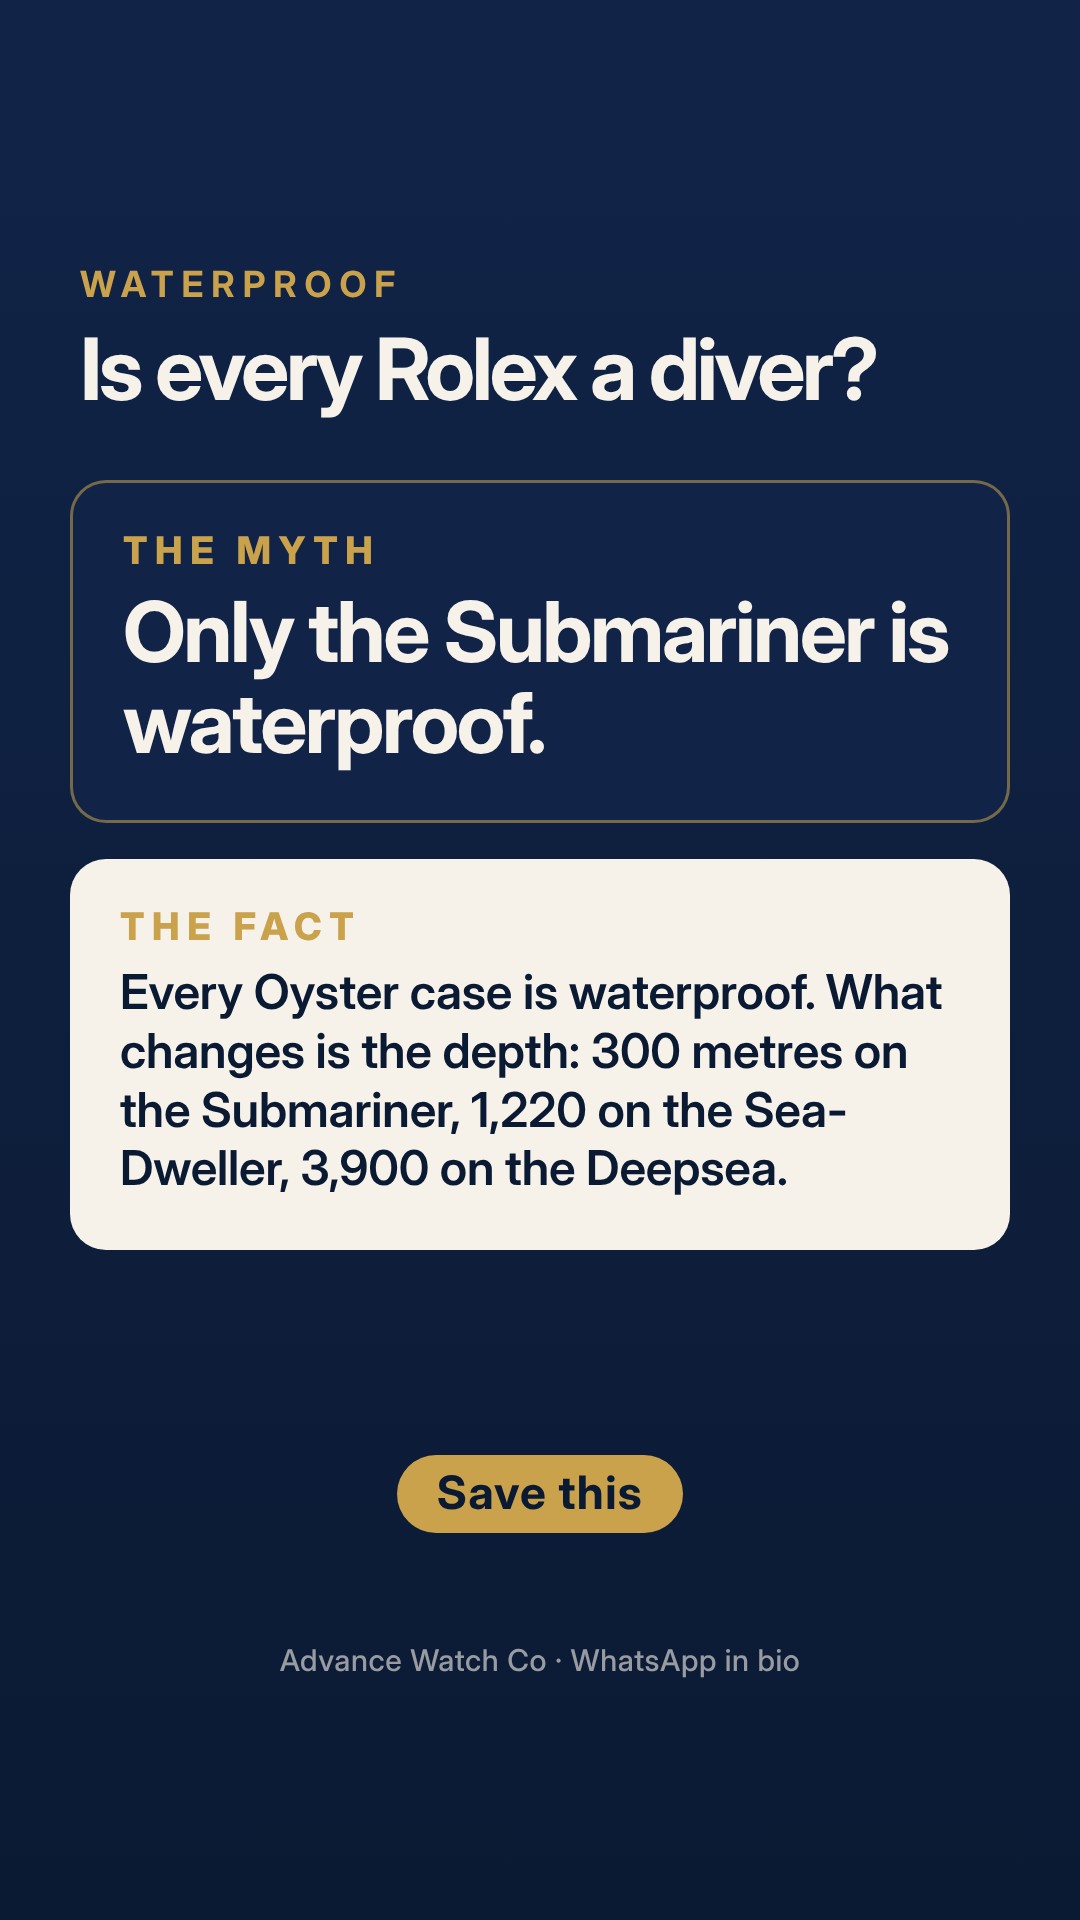 WATERPROOF
Is every Rolex a diver?
THE MYTH
Only the Submariner is
waterproof.
THE FACT
Every Oyster case is waterproof. What
changes is the depth: 300 metres on
the Submariner, 1,220 on the Sea-
Dweller, 3,900 on the Deepsea.
Save this
Advance Watch Co · WhatsApp in bio